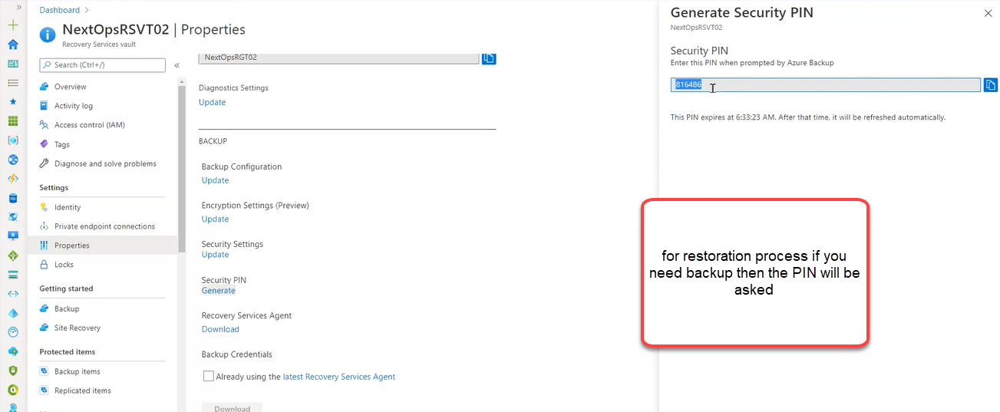 Dashboard >
NextOpsRSVT02 | Properties
Recovery Services vault
Search (Ctrl+/)
Overview
Activity log
Access control (IAM)
Tags
Diagnose and solve problems
Settings
Identity
Private endpoint connections
Properties
Locks
Getting started
Backup
Site Recovery
Protected items
Backup items
Replicated items
NextOpsRGT02
Diagnostics Settings
Update
BACKUP
Backup Configuration
Update
Encryption Settings (Preview)
Update
Security Settings
Update
Security PIN
Generate
Recovery Services Agent
Download
Backup Credentials
Already using the latest Recovery Services Agent
Download
Generate Security PIN
NextOpsRSVT02
Security PIN
Enter this PIN when prompted by Azure Backup
816486
This PIN expires at 6:33:23 AM. After that time, it will be refreshed automatically.
for restoration process if you
need backup then the PIN will be
asked